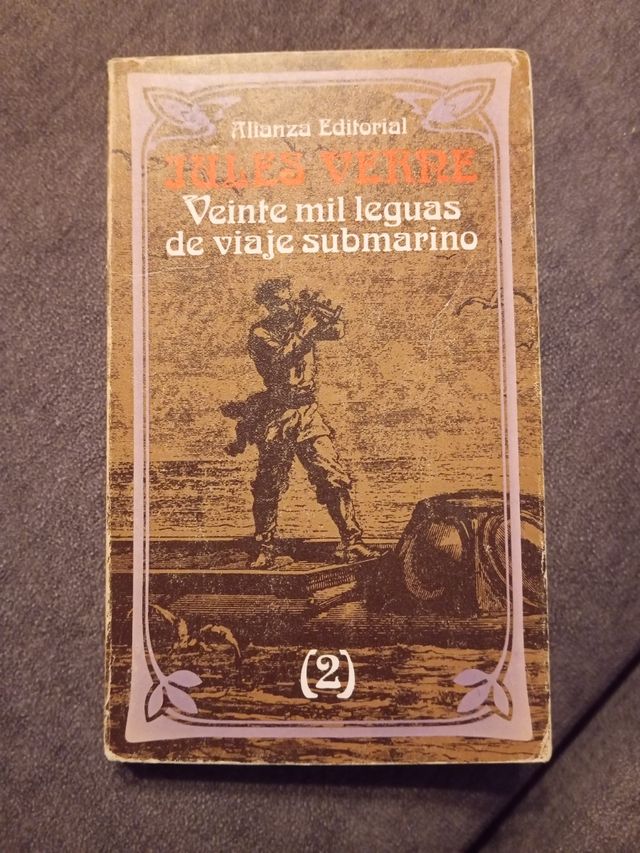 Alianza Editorial
JULES VERNE
Veinte mil leguas
de viaje submarino
(2)